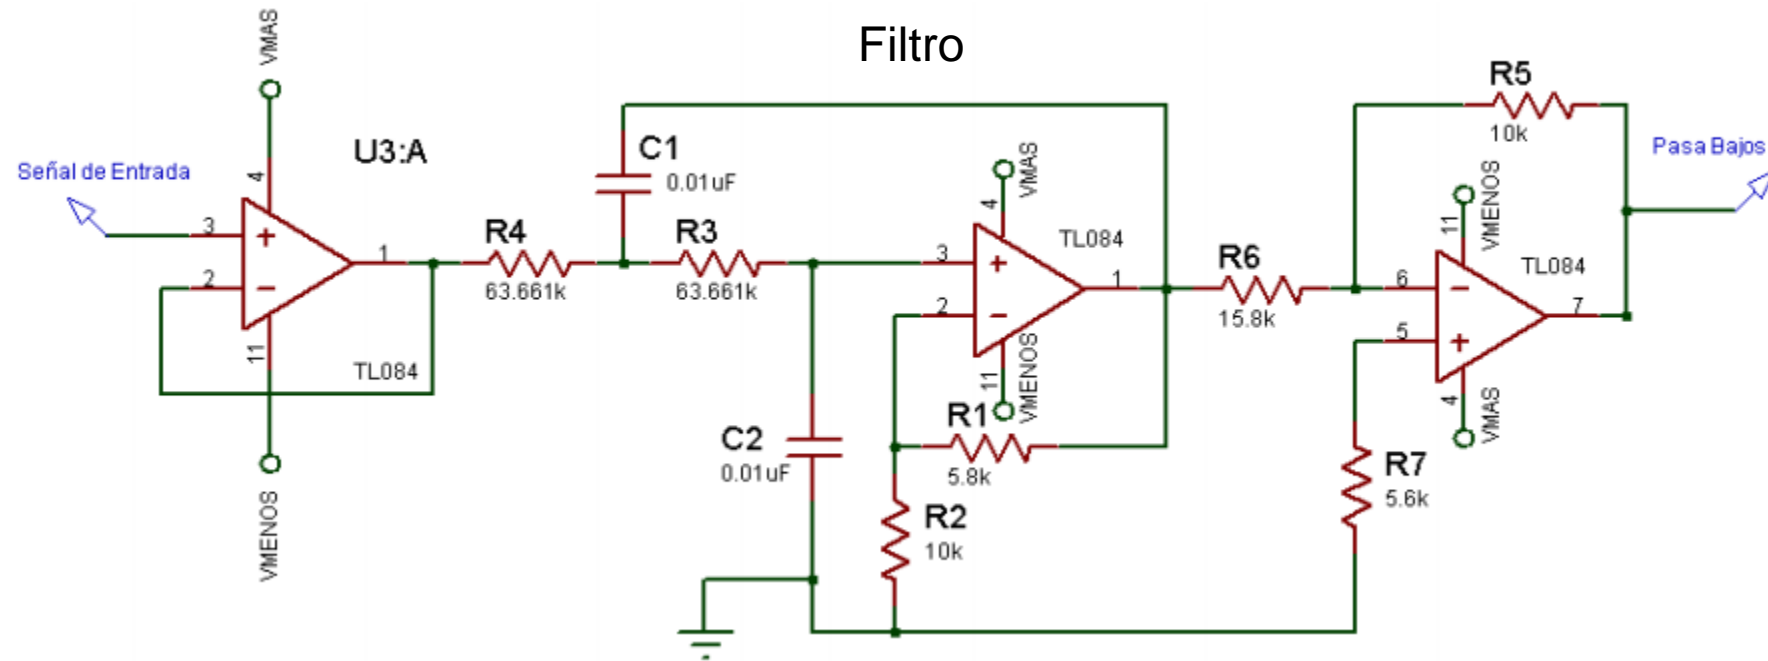 Filtro
VMAS
4
U3:A
Señal de Entrada
3
2
1
11
TL084
VMENOS
R4
63.661k
C1
0.01uF
R3
63.661k
C2
0.01uF
VMAS
4
TL084
3
2
1
11
VMENOS
R1
5.8k
R2
10k
R6
15.8k
R5
10k
Pasa Bajos
VMENOS
11
TL084
6
5
7
4
VMAS
R7
5.6k